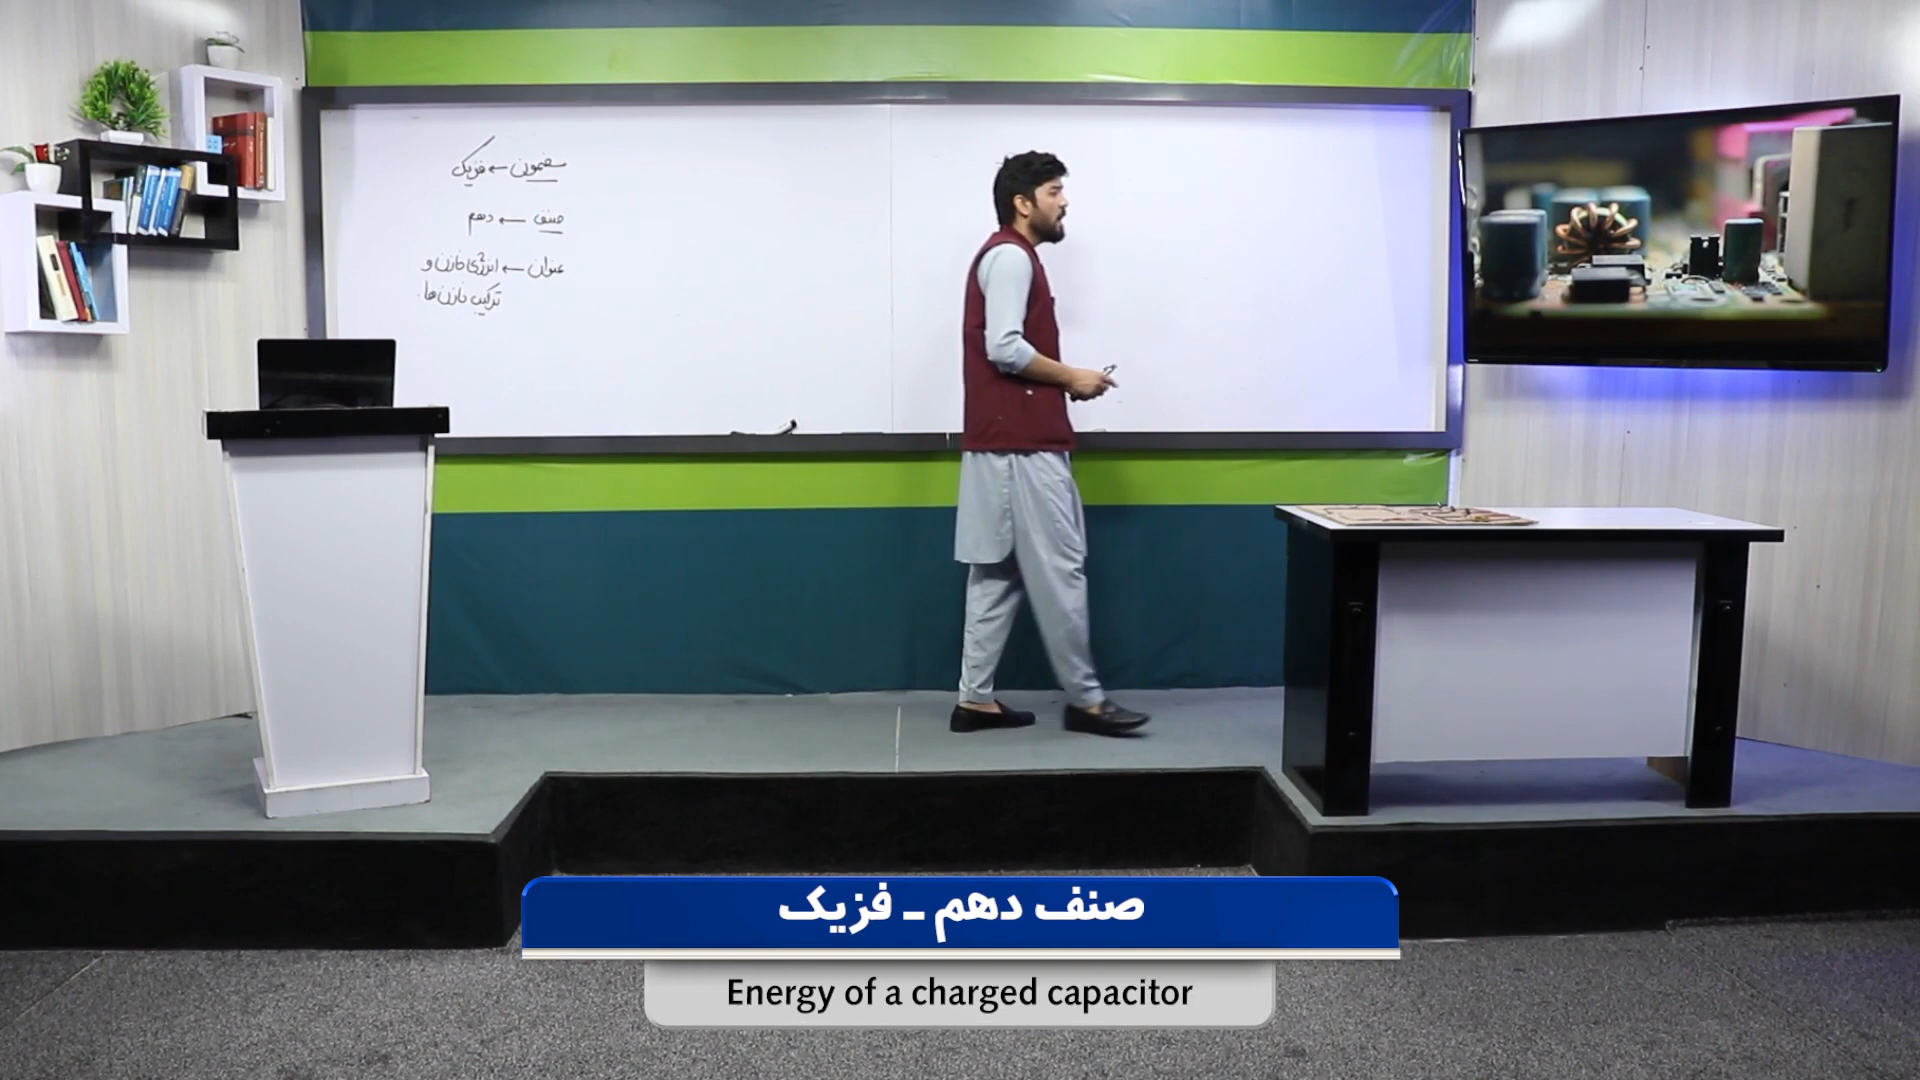 مضمون ← فزیک
صنف ← دهم
عنوان ← انرژی خازن و
ترکیب خازن ها.
صنف دهم ـ فزیک
Energy of a charged capacitor